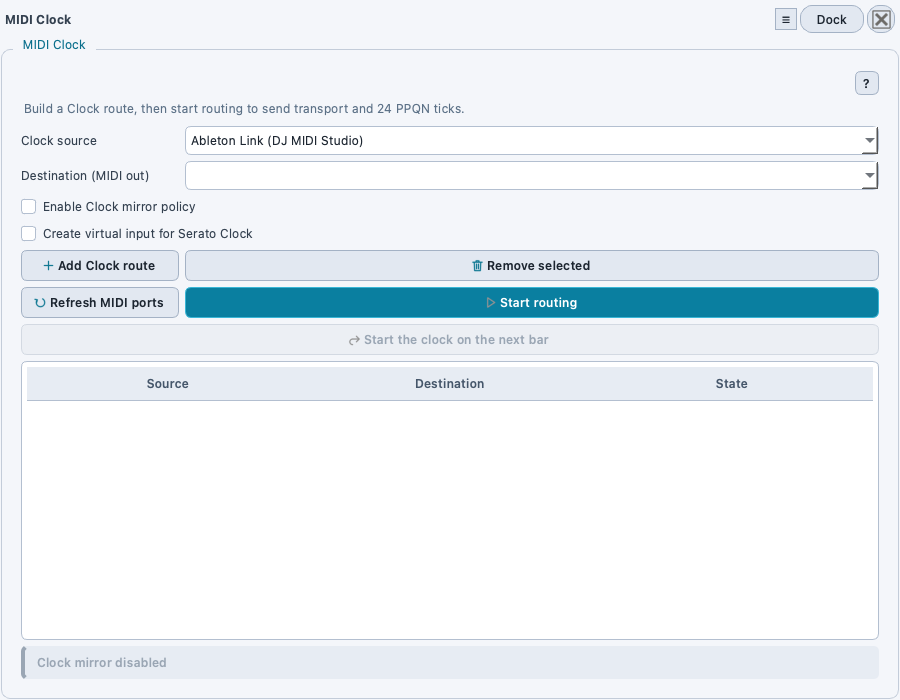 MIDI Clock
Dock
MIDI Clock
?
Build a Clock route, then start routing to send transport and 24 PPQN ticks.
Clock source
Ableton Link (DJ MIDI Studio)
Destination (MIDI out)
Enable Clock mirror policy
Create virtual input for Serato Clock
Add Clock route
Remove selected
Refresh MIDI ports
Start routing
Start the clock on the next bar
Source Destination State
Clock mirror disabled